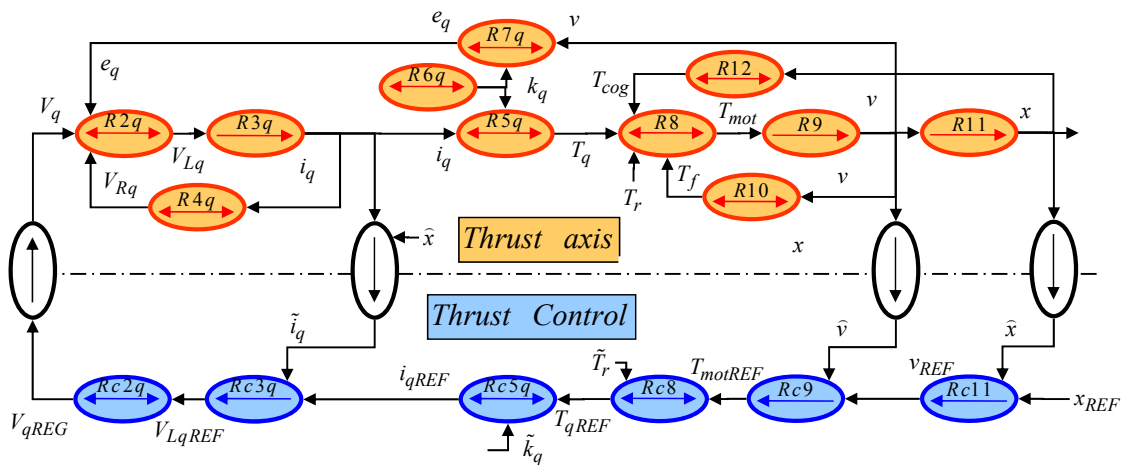 e_q v
R7q
e_q
R12
R6q
T_cog
k_q
V_q
T_mot
v
x
R2q
R3q
R5q
R8
R9
R11
V_Lq
i_q
i_q
T_q
V_Rq
T_f
v
T_r
R4q
R10
x̂
Thrust axis
x
Thrust Control
ĩ_q
v̂
x̂
T̃_r
i_qREF
T_motREF
v_REF
Rc2q
Rc3q
Rc5q
Rc8
Rc9
Rc11
x_REF
V_qREG
V_LqREF
T_qREF
k̃_q